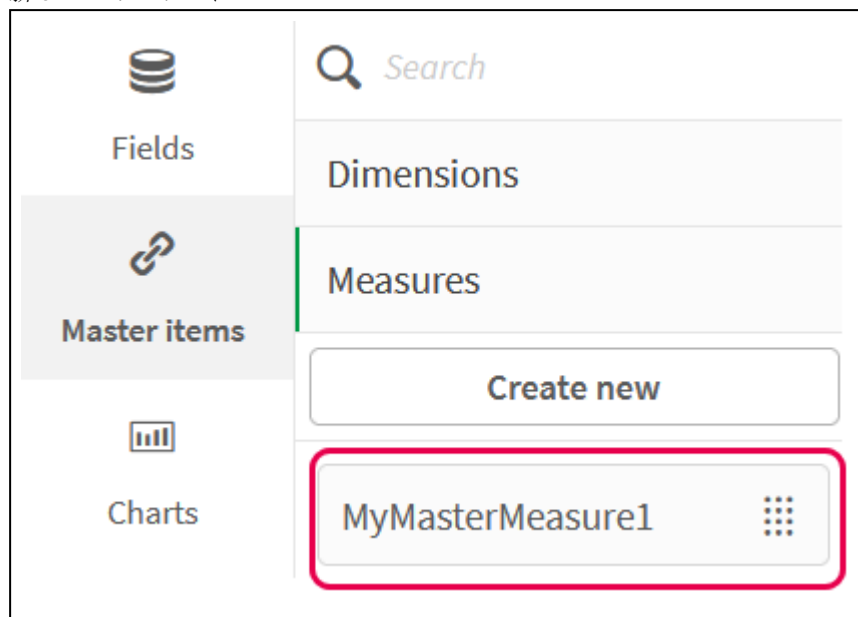 Search
Fields
Dimensions
Measures
Master items
Create new
Charts
MyMasterMeasure1